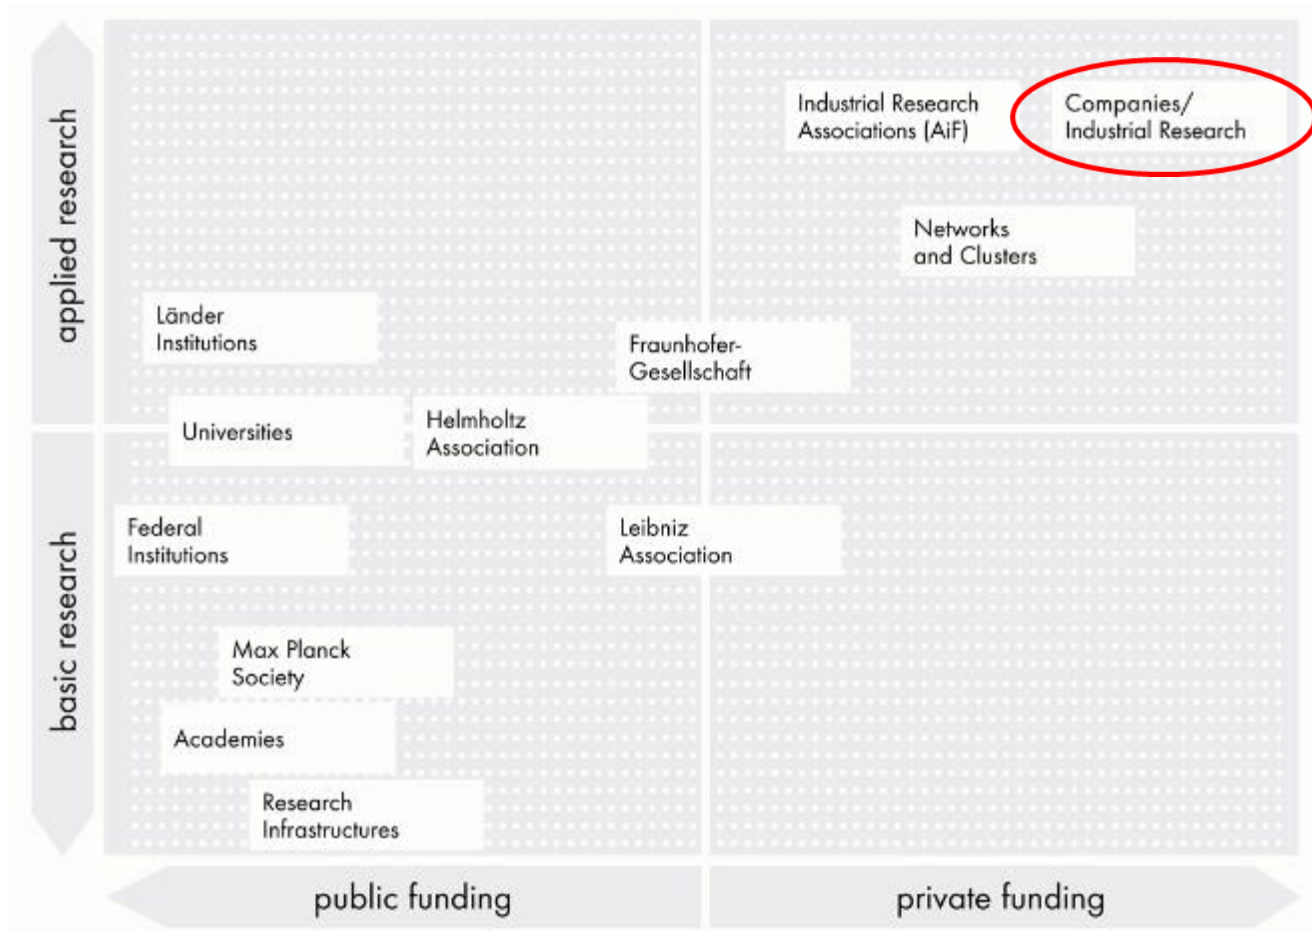 applied research
basic research
Industrial Research
Associations (AiF)
Companies/
Industrial Research
Networks
and Clusters
Länder
Institutions
Fraunhofer-
Gesellschaft
Universities
Helmholtz
Association
Federal
Institutions
Leibniz
Association
Max Planck
Society
Academies
Research
Infrastructures
public funding
private funding